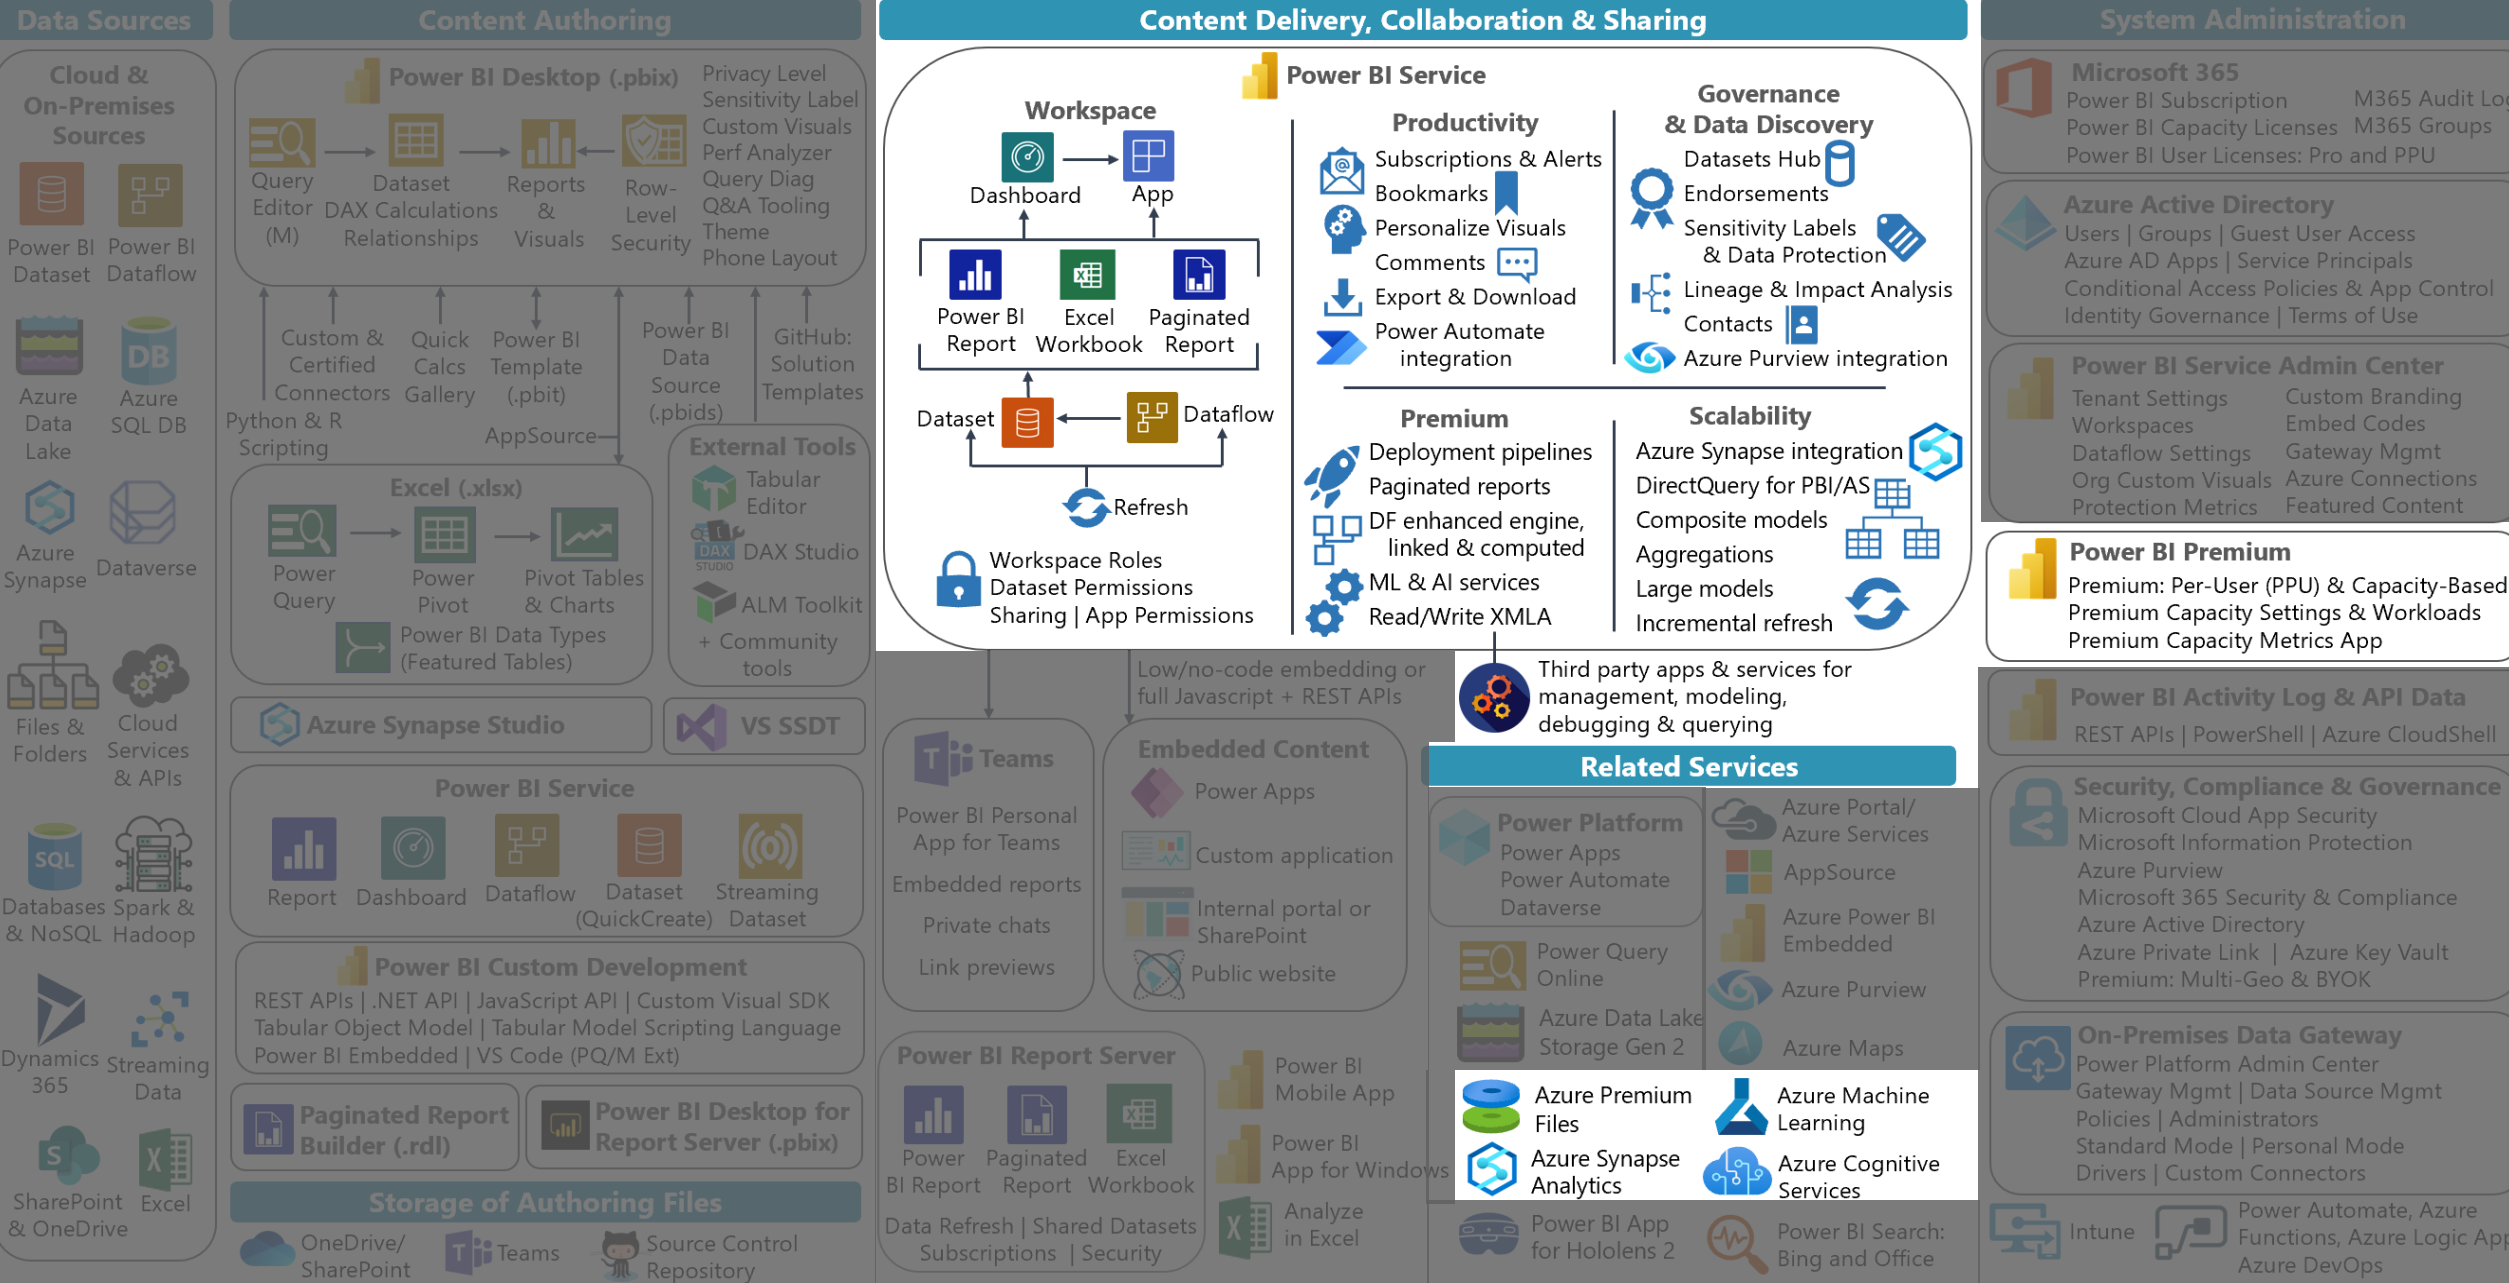 Data Sources
Cloud &
On-Premises
Sources
Power BI
Dataset
Power BI
Dataflow
Azure
Data
Lake
DB
Azure
SQL DB
Azure
Synapse
Dataverse
Files &
Folders
Cloud
Services
& APIs
SQL
Databases
& NoSQL
Spark &
Hadoop
Dynamics
365
Streaming
Data
SharePoint
& OneDrive
Excel
Content Authoring
Power BI Desktop (.pbix)
Query
Editor
(M)
Dataset
DAX Calculations
Relationships
Reports
&
Visuals
Row-
Level
Security
Privacy Level
Sensitivity Label
Custom Visuals
Perf Analyzer
Query Diag
Q&A Tooling
Theme
Phone Layout
Python & R
Scripting
Custom &
Certified
Connectors
Quick
Calcs
Gallery
Power BI
Template
(.pbit)
AppSource
Power BI
Data
Source
(.pbids)
GitHub:
Solution
Templates
Excel (.xlsx)
Power
Query
Power
Pivot
Pivot Tables
& Charts
Power BI Data Types
(Featured Tables)
External Tools
Tabular
Editor
DAX
STUDIO
DAX Studio
ALM Toolkit
+ Community
tools
Azure Synapse Studio
VS SSDT
Power BI Service
Report
Dashboard
Dataflow
Dataset
(QuickCreate)
Streaming
Dataset
Power BI Custom Development
REST APIs | .NET API | JavaScript API | Custom Visual SDK
Tabular Object Model | Tabular Model Scripting Language
Power BI Embedded | VS Code (PQ/M Ext)
Paginated Report
Builder (.rdl)
Power BI Desktop for
Report Server (.pbix)
Storage of Authoring Files
OneDrive/
SharePoint
Teams
Source Control
Repository
Content Delivery, Collaboration & Sharing
Power BI Service
Workspace
Dashboard
App
Power BI
Report
Excel
Workbook
Paginated
Report
Dataset
Dataflow
Refresh
Workspace Roles
Dataset Permissions
Sharing | App Permissions
Productivity
Subscriptions & Alerts
Bookmarks
Personalize Visuals
Comments
Export & Download
Power Automate
integration
Governance
& Data Discovery
Datasets Hub
Endorsements
Sensitivity Labels
& Data Protection
Lineage & Impact Analysis
Contacts
Azure Purview integration
Premium
Deployment pipelines
Paginated reports
DF enhanced engine,
linked & computed
ML & AI services
Read/Write XMLA
Scalability
Azure Synapse integration
DirectQuery for PBI/AS
Composite models
Aggregations
Large models
Incremental refresh
Third party apps & services for
management, modeling,
debugging & querying
Low/no-code embedding or
full Javascript + REST APIs
Teams
Power BI Personal
App for Teams
Embedded reports
Private chats
Link previews
Embedded Content
Power Apps
Custom application
Internal portal or
SharePoint
Public website
Power BI Report Server
Power
BI Report
Paginated
Report
Excel
Workbook
Data Refresh | Shared Datasets
Subscriptions | Security
Power BI
Mobile App
Power BI
App for Windows
Analyze
in Excel
Related Services
Power Platform
Power Apps
Power Automate
Dataverse
Power Query
Online
Azure Data Lake
Storage Gen 2
Azure Premium
Files
Azure Synapse
Analytics
Power BI App
for Hololens 2
Azure Portal/
Azure Services
AppSource
Azure Power BI
Embedded
Azure Purview
Azure Maps
Azure Machine
Learning
Azure Cognitive
Services
Power BI Search:
Bing and Office
System Administration
Microsoft 365
Power BI Subscription
Power BI Capacity Licenses
Power BI User Licenses: Pro and PPU
M365 Audit Log
M365 Groups
Azure Active Directory
Users | Groups | Guest User Access
Azure AD Apps | Service Principals
Conditional Access Policies & App Control
Identity Governance | Terms of Use
Power BI Service Admin Center
Tenant Settings
Workspaces
Dataflow Settings
Org Custom Visuals
Protection Metrics
Custom Branding
Embed Codes
Gateway Mgmt
Azure Connections
Featured Content
Power BI Premium
Premium: Per-User (PPU) & Capacity-Based
Premium Capacity Settings & Workloads
Premium Capacity Metrics App
Power BI Activity Log & API Data
REST APIs | PowerShell | Azure CloudShell
Security, Compliance & Governance
Microsoft Cloud App Security
Microsoft Information Protection
Azure Purview
Microsoft 365 Security & Compliance
Azure Active Directory
Azure Private Link | Azure Key Vault
Premium: Multi-Geo & BYOK
On-Premises Data Gateway
Power Platform Admin Center
Gateway Mgmt | Data Source Mgmt
Policies | Administrators
Standard Mode | Personal Mode
Drivers | Custom Connectors
Intune
Power Automate, Azure
Functions, Azure Logic App
Azure DevOps